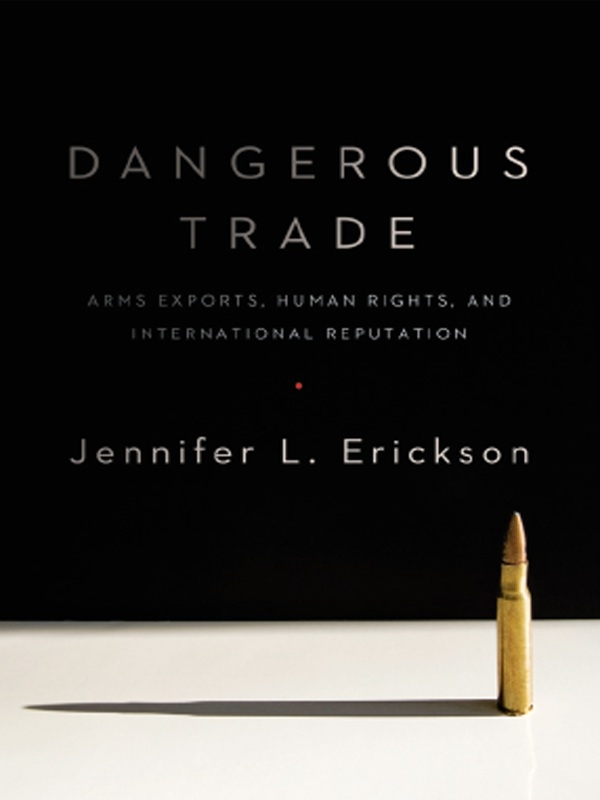 DANGEROUS
TRADE
ARMS EXPORTS, HUMAN RIGHTS, AND
INTERNATIONAL REPUTATION
Jennifer L. Erickson